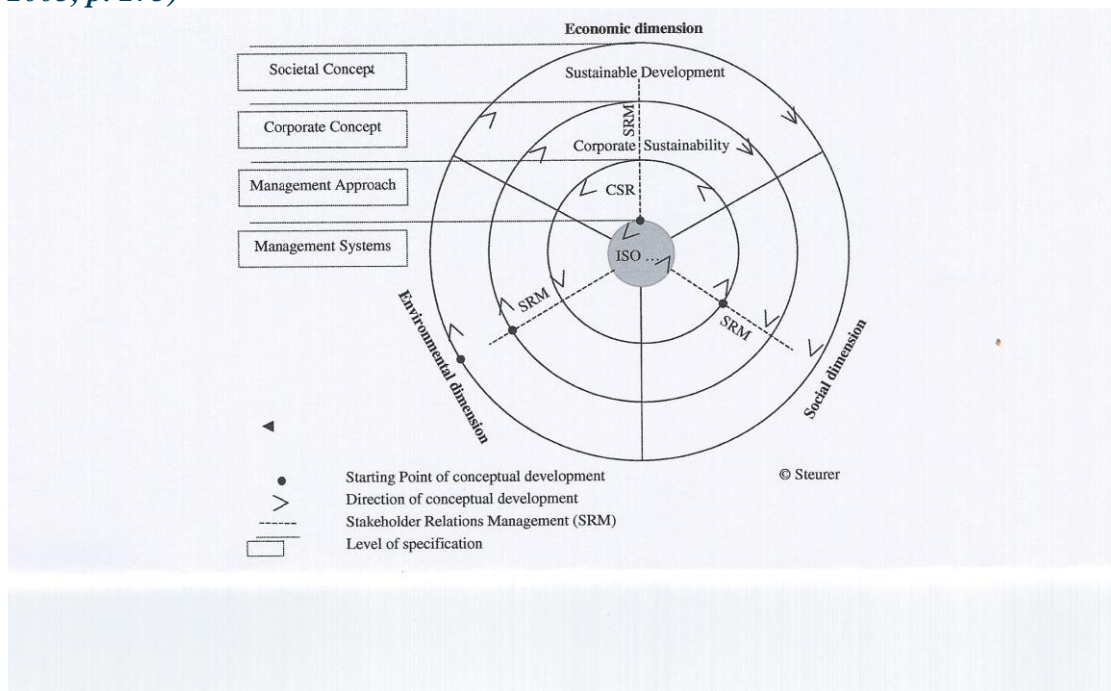 2005, p. 275)
Economic dimension
Societal Concept
Sustainable Development
SRM
Corporate Concept
Corporate Sustainability
Management Approach
CSR
Management Systems
ISO ...
SRM
SRM
Environmental dimension
Social dimension
© Steurer
Starting Point of conceptual development
Direction of conceptual development
Stakeholder Relations Management (SRM)
Level of specification